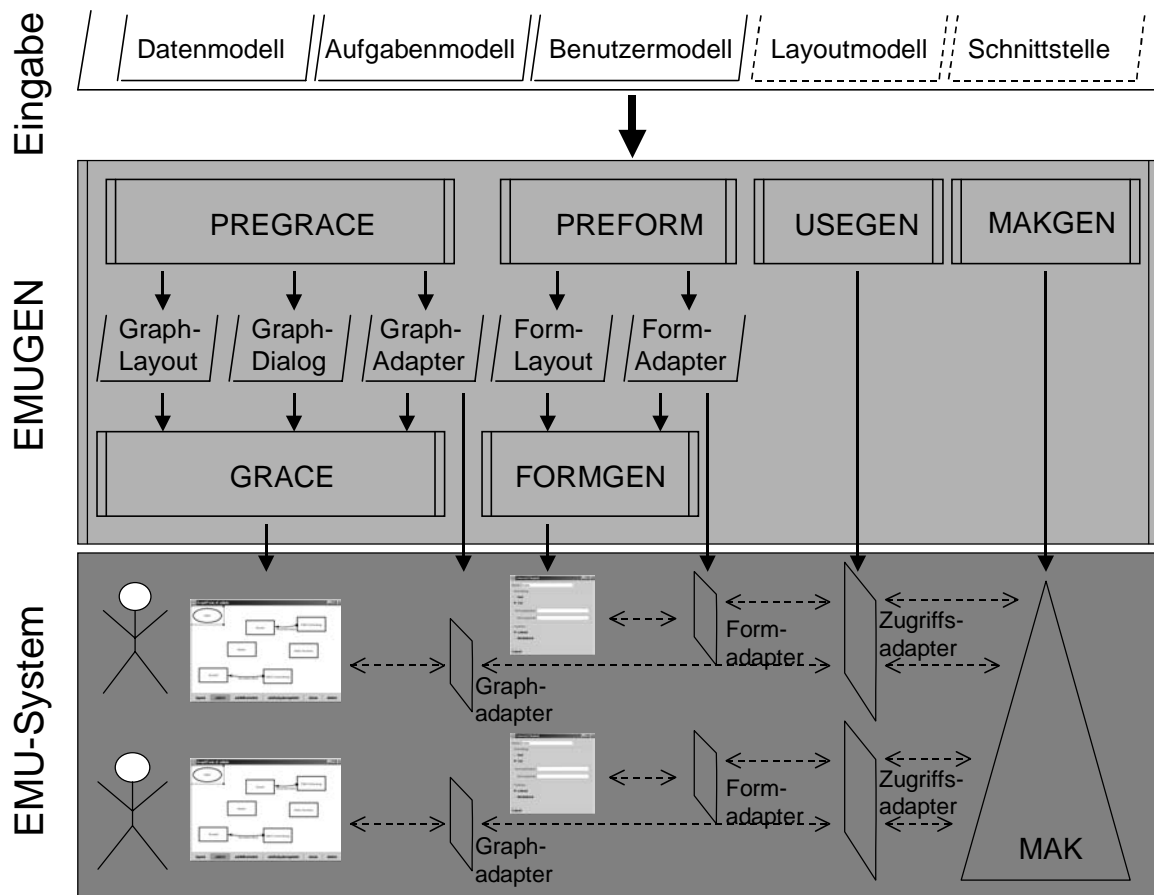 Eingabe
Datenmodell
Aufgabenmodell
Benutzermodell
Layoutmodell
Schnittstelle
EMUGEN
PREGRACE
PREFORM
USEGEN
MAKGEN
Graph-
Layout
Graph-
Dialog
Graph-
Adapter
Form-
Layout
Form-
Adapter
GRACE
FORMGEN
EMU-System
Graph-
adapter
Form-
adapter
Zugriffs-
adapter
Graph-
adapter
Form-
adapter
Zugriffs-
adapter
MAK